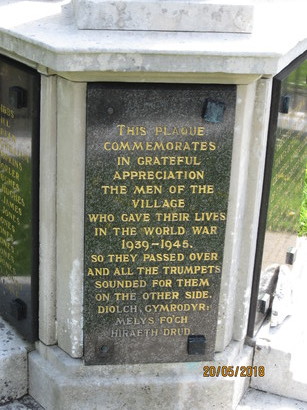 THIS PLAQUE
COMMEMORATES
IN GRATEFUL
APPRECIATION
THE MEN OF THE
VILLAGE
WHO GAVE THEIR LIVES
IN THE WORLD WAR
1939-1945.
SO THEY PASSED OVER
AND ALL THE TRUMPETS
SOUNDED FOR THEM
ON THE OTHER SIDE.
DIOLCH, GYMRODYR;
MELYS FO'CH
HIRAETH DRUD.
20/05/2018